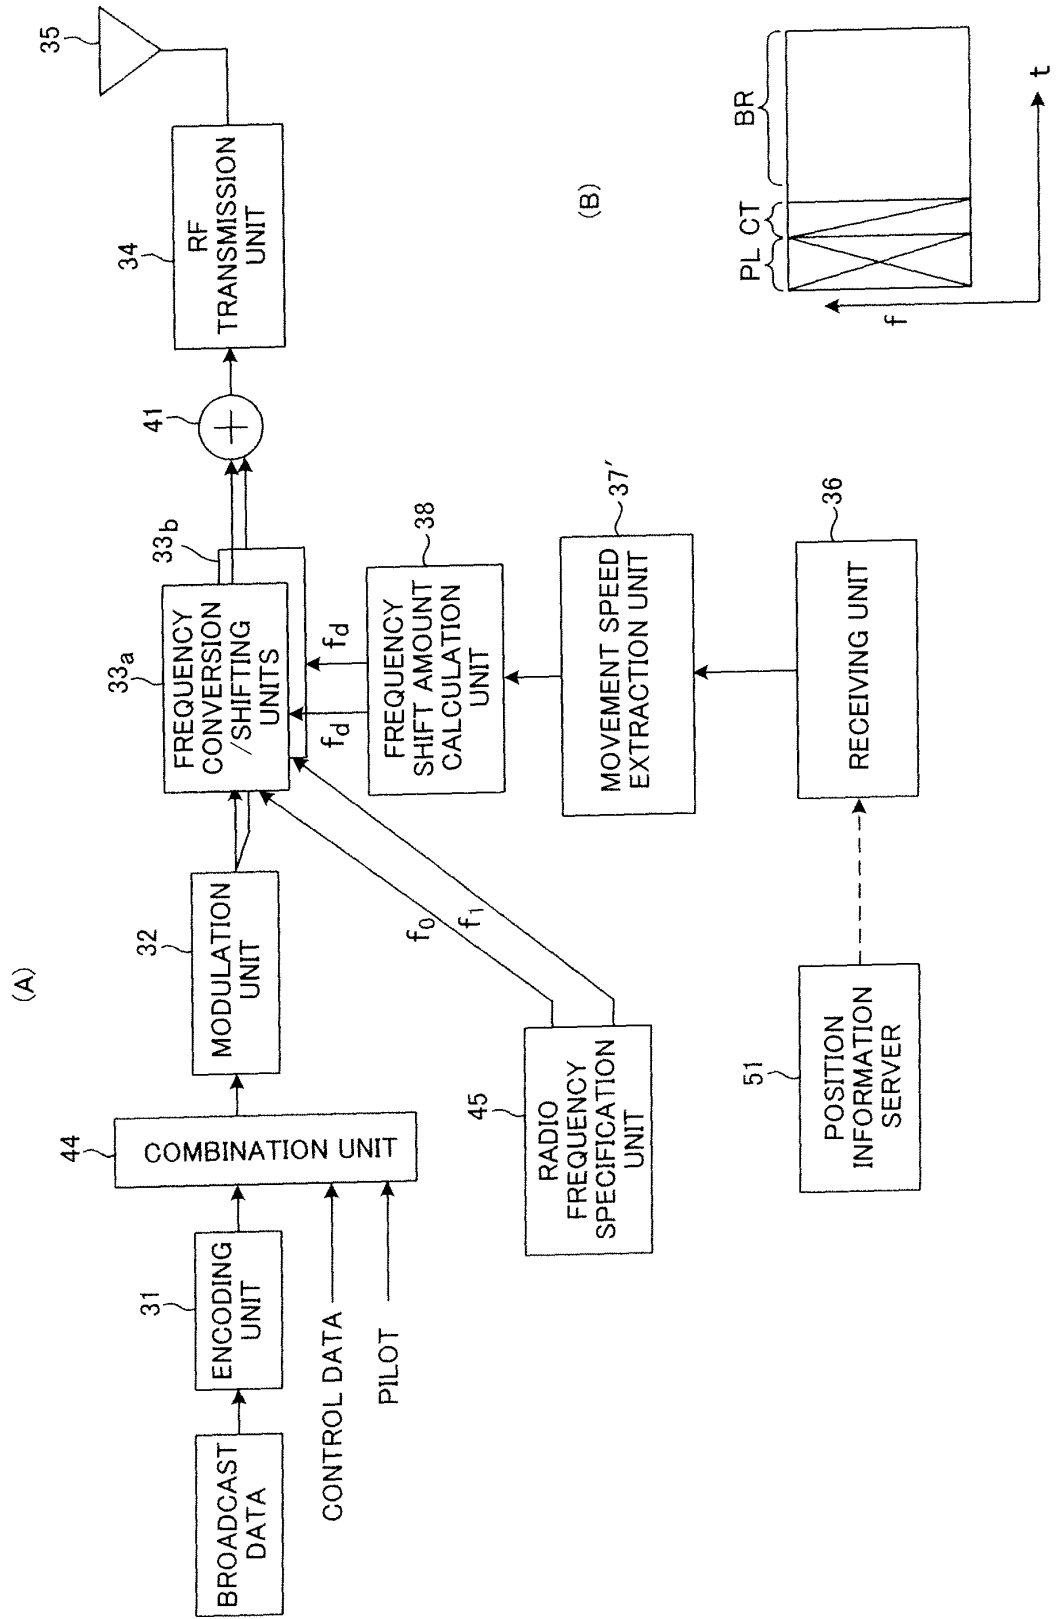 (A)
BROADCAST
DATA
31
ENCODING
UNIT
CONTROL DATA
PILOT
44
COMBINATION UNIT
32
MODULATION
UNIT
33a
FREQUENCY
CONVERSION
/SHIFTING
UNITS
33b
41
34
RF
TRANSMISSION
UNIT
35
45
RADIO
FREQUENCY
SPECIFICATION
UNIT
f0
f1
fd
fd
38
FREQUENCY
SHIFT AMOUNT
CALCULATION
UNIT
37'
MOVEMENT SPEED
EXTRACTION UNIT
36
RECEIVING UNIT
51
POSITION
INFORMATION
SERVER
(B)
PL
CT
BR
f
t